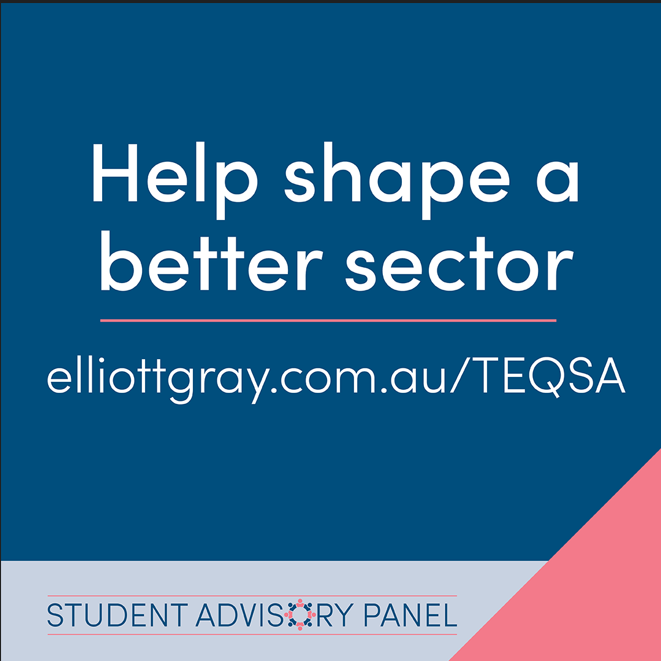 Help shape a
better sector
elliottgray.com.au/TEQSA
STUDENT ADVISORY PANEL